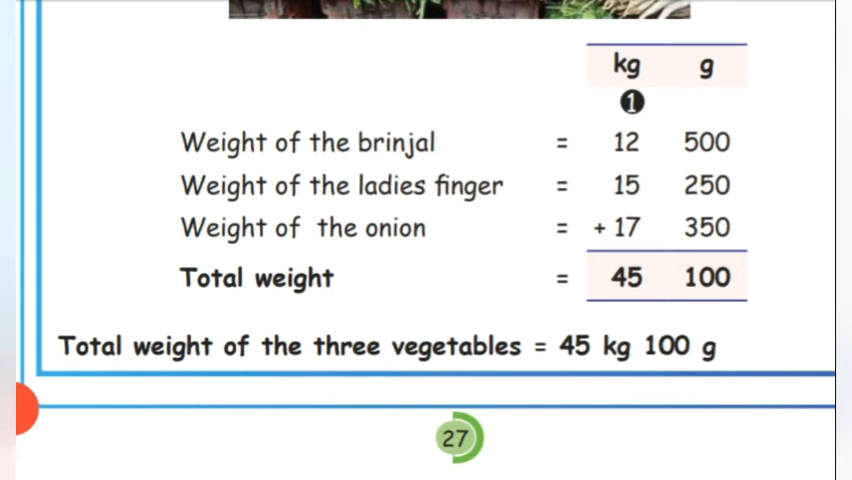 kg g
1
Weight of the brinjal = 12 500
Weight of the ladies finger = 15 250
Weight of the onion = + 17 350
Total weight = 45 100
Total weight of the three vegetables = 45 kg 100 g
27